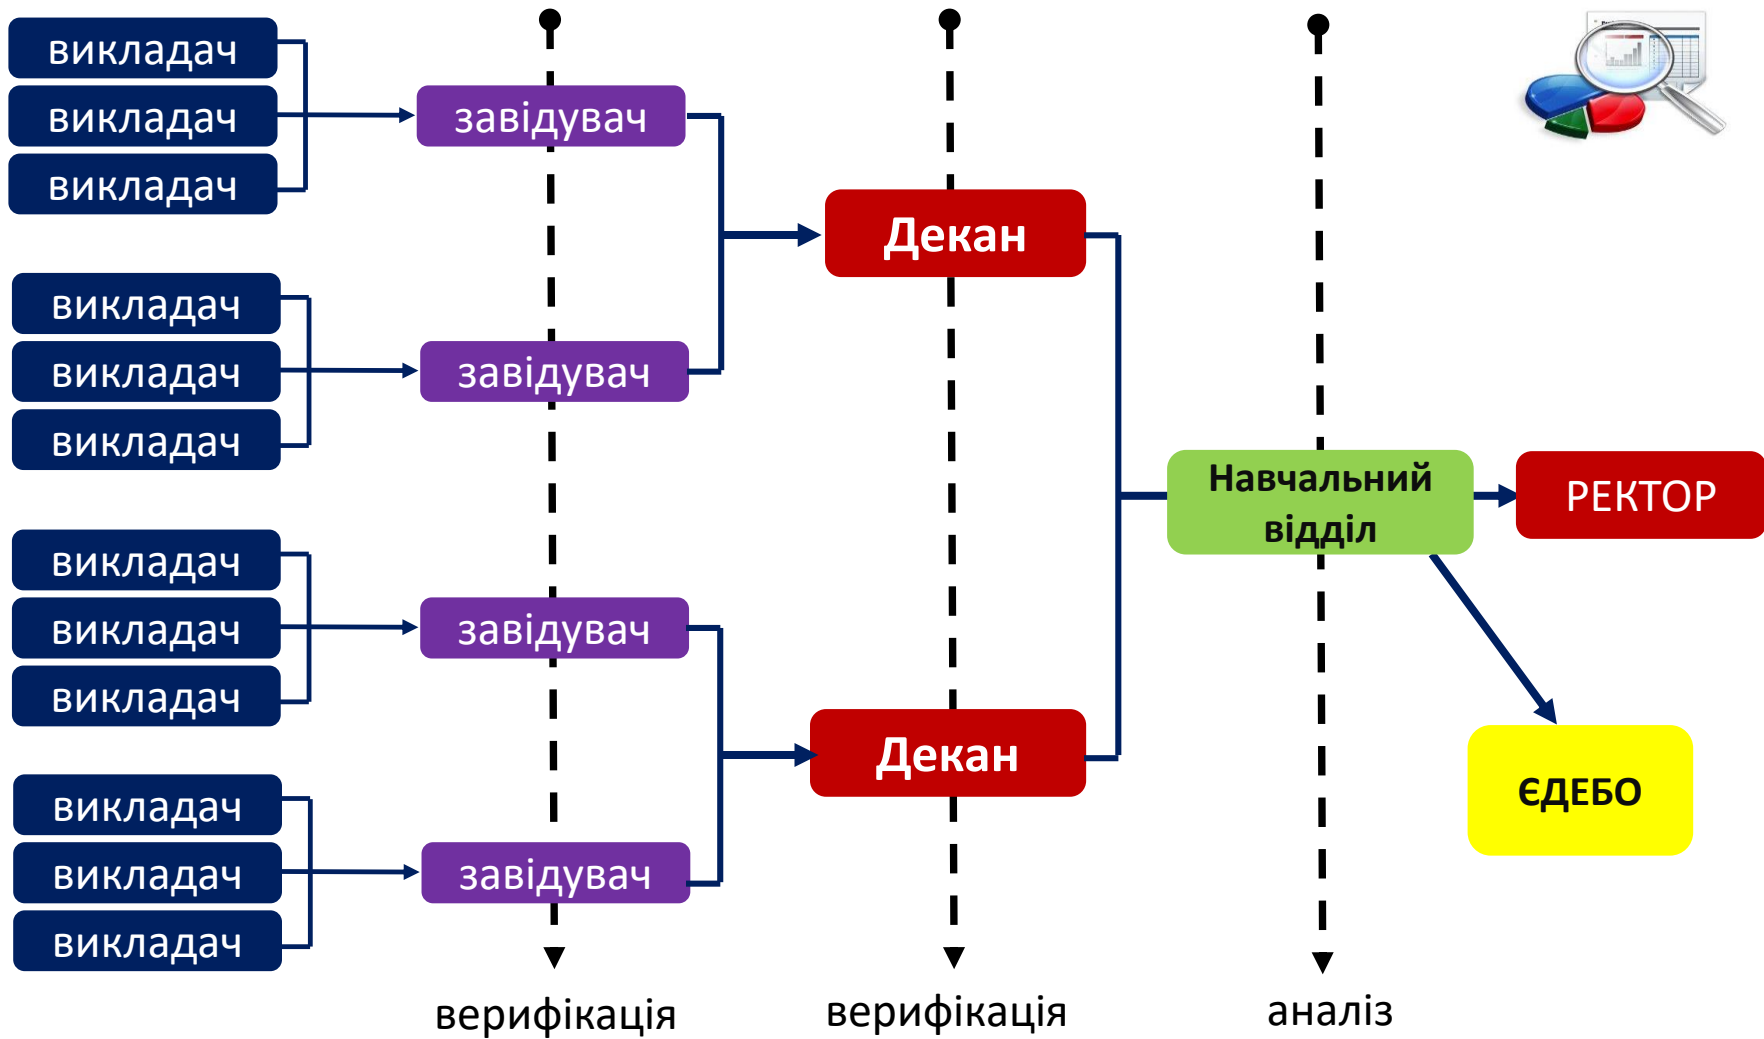 викладач
викладач
викладач
завідувач
викладач
викладач
викладач
завідувач
Декан
викладач
викладач
викладач
завідувач
викладач
викладач
викладач
завідувач
Декан
Навчальний
відділ
РЕКТОР
ЄДЕБО
верифікація
верифікація
аналіз